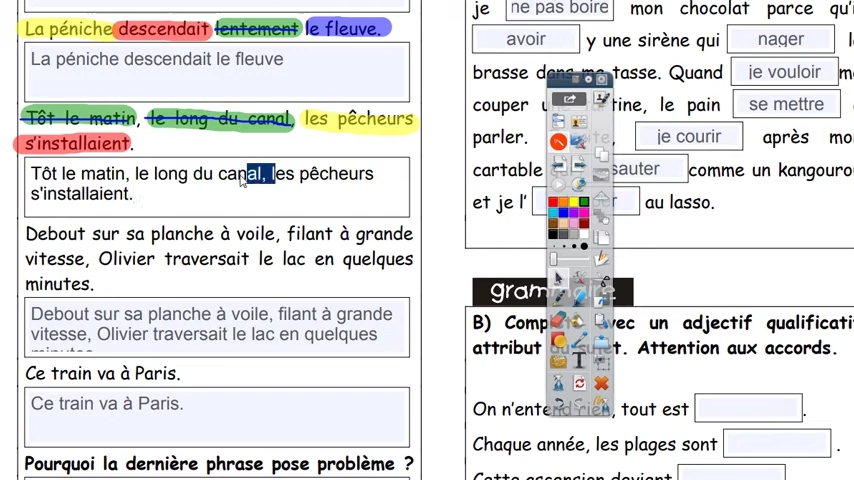 La péniche descendait lentement le fleuve.
La péniche descendait le fleuve
Tôt le matin, le long du canal, les pêcheurs
s'installaient.
Tôt le matin, le long du canal, les pêcheurs
s'installaient.
Debout sur sa planche à voile, filant à grande
vitesse, Olivier traversait le lac en quelques
minutes.
Debout sur sa planche à voile, filant à grande
vitesse, Olivier traversait le lac en quelques
Ce train va à Paris.
Ce train va à Paris.
Pourquoi la dernière phrase pose problème ?
je ne pas boire mon chocolat parce
avoir y une sirène qui nager
brasse dans ma tasse. Quand je vouloir
couper le pain se mettre
parler. je courir après
cartable sauter comme un
et je l' au lasso.
grammaire
B) avec un adjectif
attribut du sujet. Attention aux accords.
On n'entend rien, tout est .
Chaque année, les plages sont .
Cette ascension devient